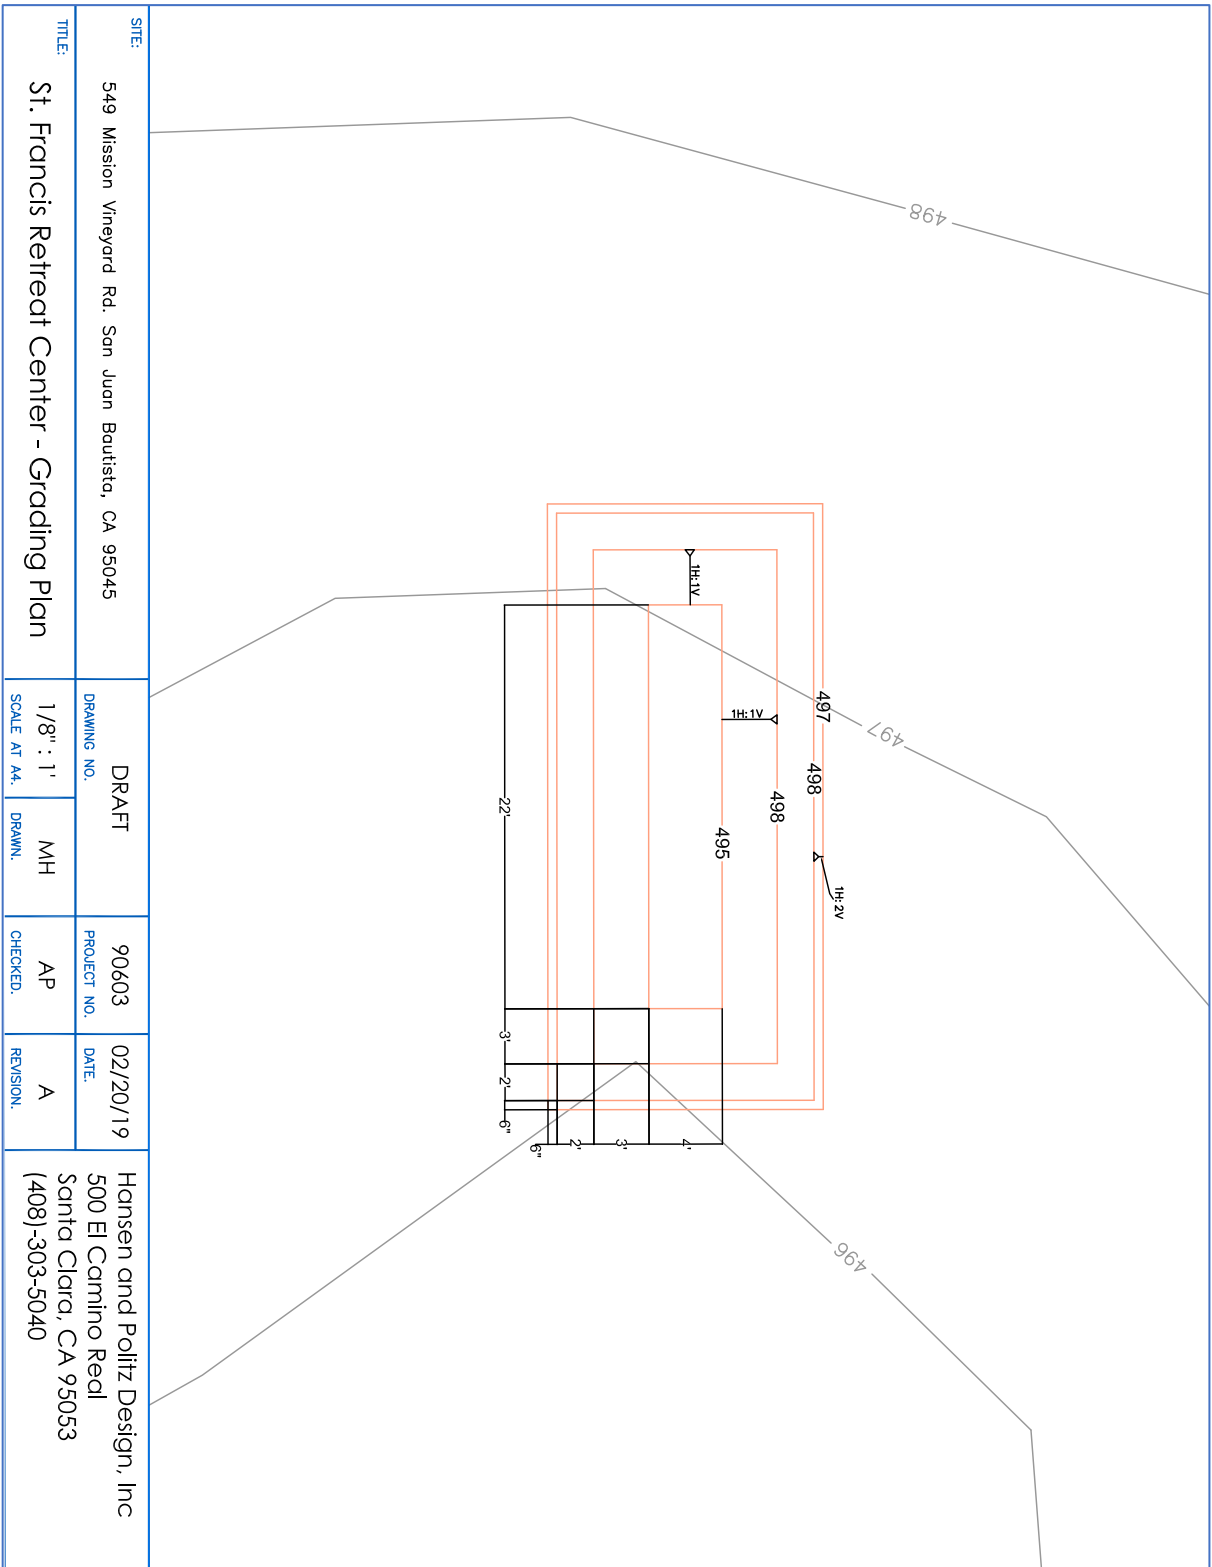 498
497
496
497
498
498
495
1H:1V
1H:1V
1H:2V
22'
3'
2'
6"
6"
2'
3'
4'
SITE:
549 Mission Vineyard Rd. San Juan Bautista, CA 95045
TITLE:
St. Francis Retreat Center - Grading Plan
DRAFT
DRAWING NO.
90603
PROJECT NO.
02/20/19
DATE.
1/8" : 1'
SCALE AT A4.
MH
DRAWN.
AP
CHECKED.
A
REVISION.
Hansen and Politz Design, Inc
500 El Camino Real
Santa Clara, CA 95053
(408)-303-5040